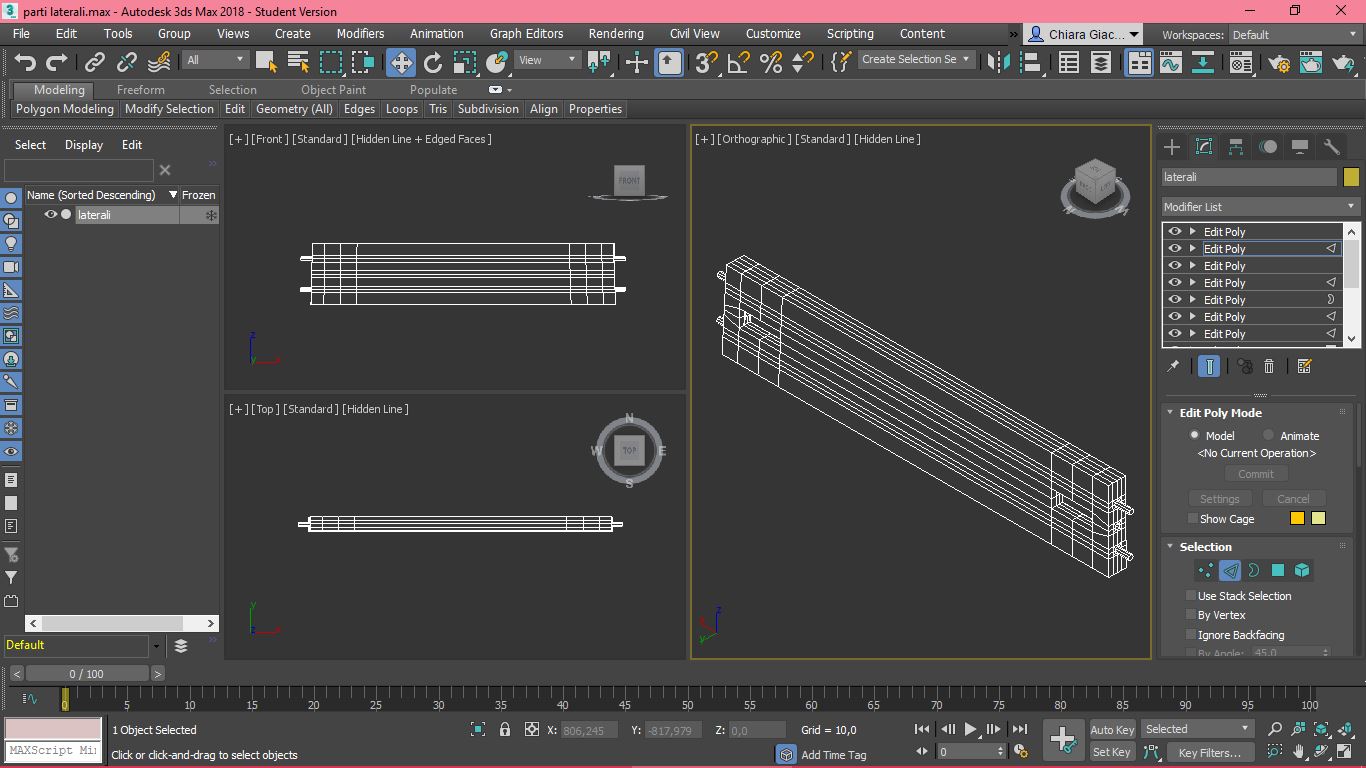 parti laterali.max - Autodesk 3ds Max 2018 - Student Version
File Edit Tools Group Views Create Modifiers Animation Graph Editors Rendering Civil View Customize Scripting Content » Chiara Giac... Workspaces: Default
All View Create Selection Se
Modeling Freeform Selection Object Paint Populate
Polygon Modeling Modify Selection Edit Geometry (All) Edges Loops Tris Subdivision Align Properties
Select Display Edit
Name (Sorted Descending) Frozen
laterali
Default
[+] [Front ] [Standard ] [Hidden Line + Edged Faces ]
FRONT
z
x
y
[+] [Top ] [Standard ] [Hidden Line ]
N
W TOP E
S
y
z
x
[+] [Orthographic ] [Standard ] [Hidden Line ]
z
x
y
laterali
Modifier List
Edit Poly
Edit Poly
Edit Poly
Edit Poly
Edit Poly
Edit Poly
Edit Poly
Edit Poly Mode
Model Animate
<No Current Operation>
Commit
Settings Cancel
Show Cage
Selection
Use Stack Selection
By Vertex
Ignore Backfacing
By Angle: 45,0
< 0 / 100 >
0 5 10 15 20 25 30 35 40 45 50 55 60 65 70 75 80 85 90 95 100
1 Object Selected X: 806,245 Y: -817,979 Z: 0,0 Grid = 10,0 Auto Key Selected
MAXScript Mi Click or click-and-drag to select objects Add Time Tag 0 Set Key Key Filters...